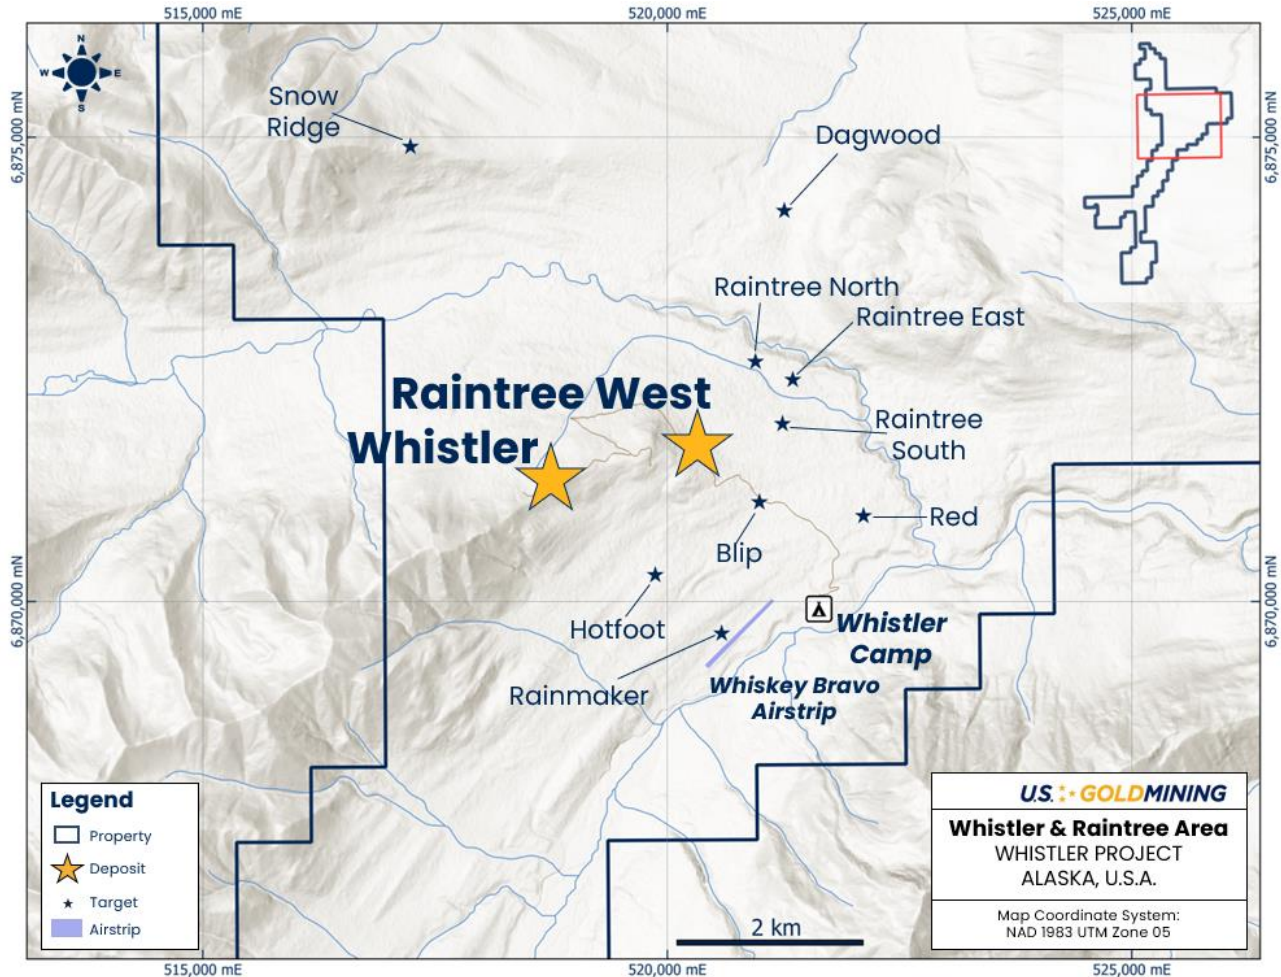 515,000 mE
520,000 mE
525,000 mE
N
W
E
S
6,875,000 mN
6,875,000 mN
Snow
Ridge
Dagwood
Raintree North
Raintree East
Raintree West
Whistler
Raintree
South
Red
Blip
6,870,000 mN
6,870,000 mN
Hotfoot
Whistler
Camp
Rainmaker
Whiskey Bravo
Airstrip
Legend
Property
Deposit
Target
Airstrip
2 km
U.S. GOLDMINING
Whistler & Raintree Area
WHISTLER PROJECT
ALASKA, U.S.A.
Map Coordinate System:
NAD 1983 UTM Zone 05
515,000 mE
520,000 mE
525,000 mE